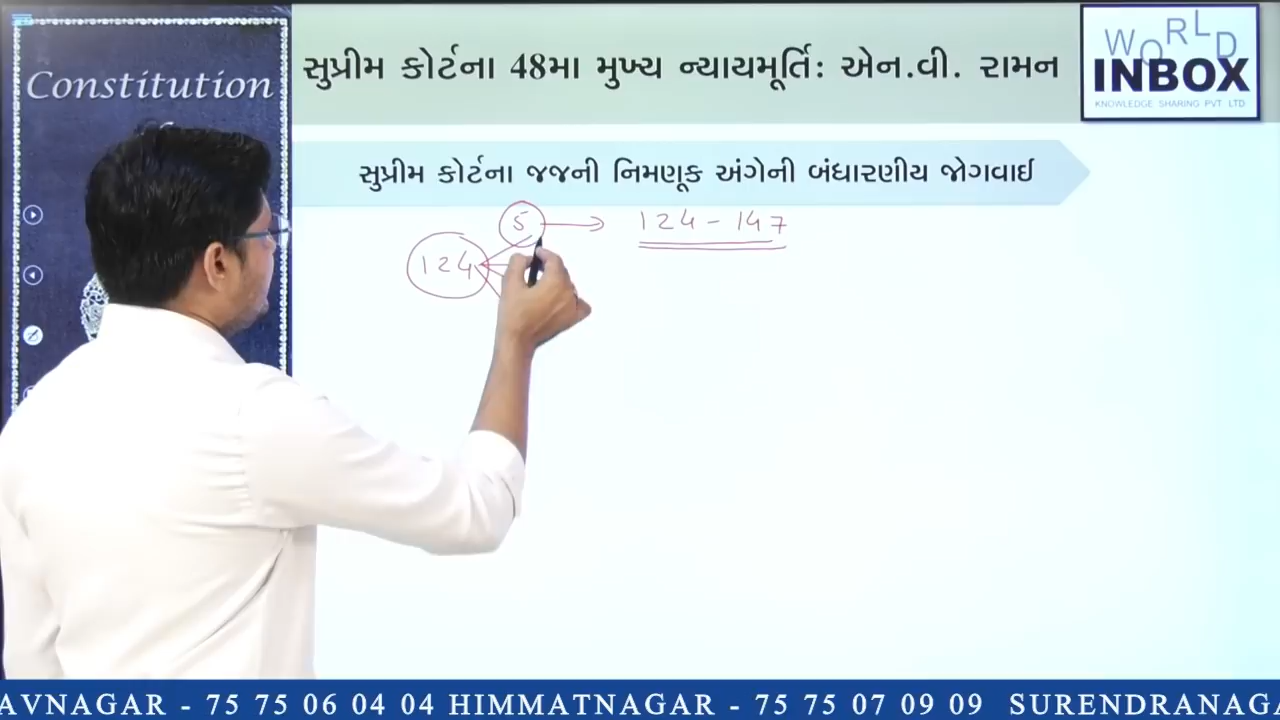 Constitution
સુપ્રીમ કોર્ટના 48મા મુખ્ય ન્યાયમૂર્તિઃ એન.વી. રામન
WORLD
INBOX
KNOWLEDGE SHARING PVT LTD
સુપ્રીમ કોર્ટના જજની નિમણૂક અંગેની બંધારણીય જોગવાઈ
5 → 124 - 147
124
AVNAGAR - 75 75 06 04 04 HIMMATNAGAR - 75 75 07 09 09 SURENDRANAGA